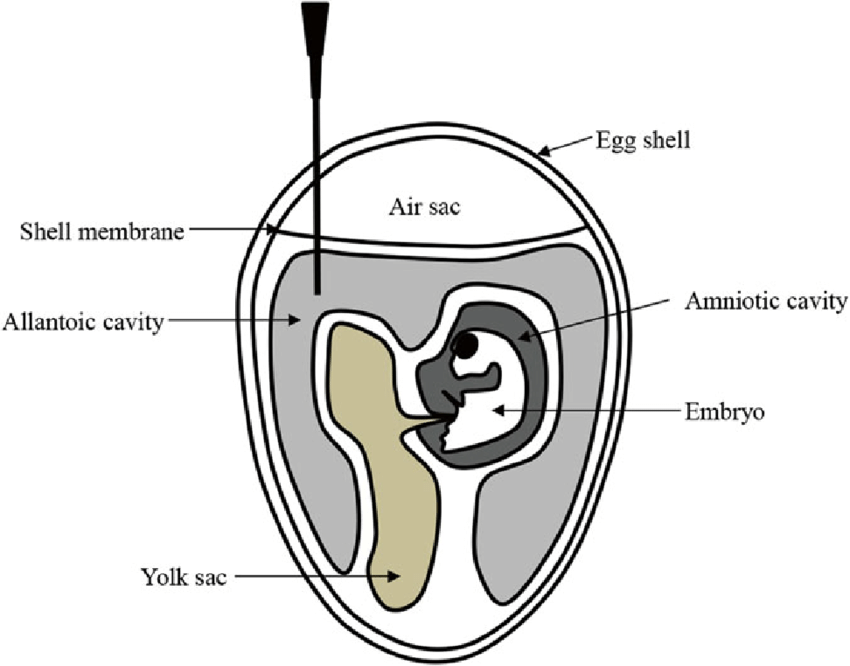 Egg shell
Air sac
Shell membrane
Amniotic cavity
Allantoic cavity
Embryo
Yolk sac